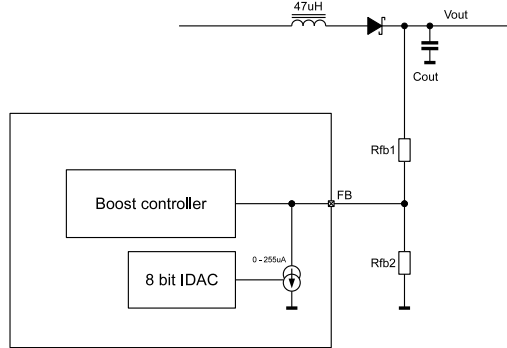 47uH
Vout
Cout
Rfb1
FB
Boost controller
0-255uA
8 bit IDAC
Rfb2